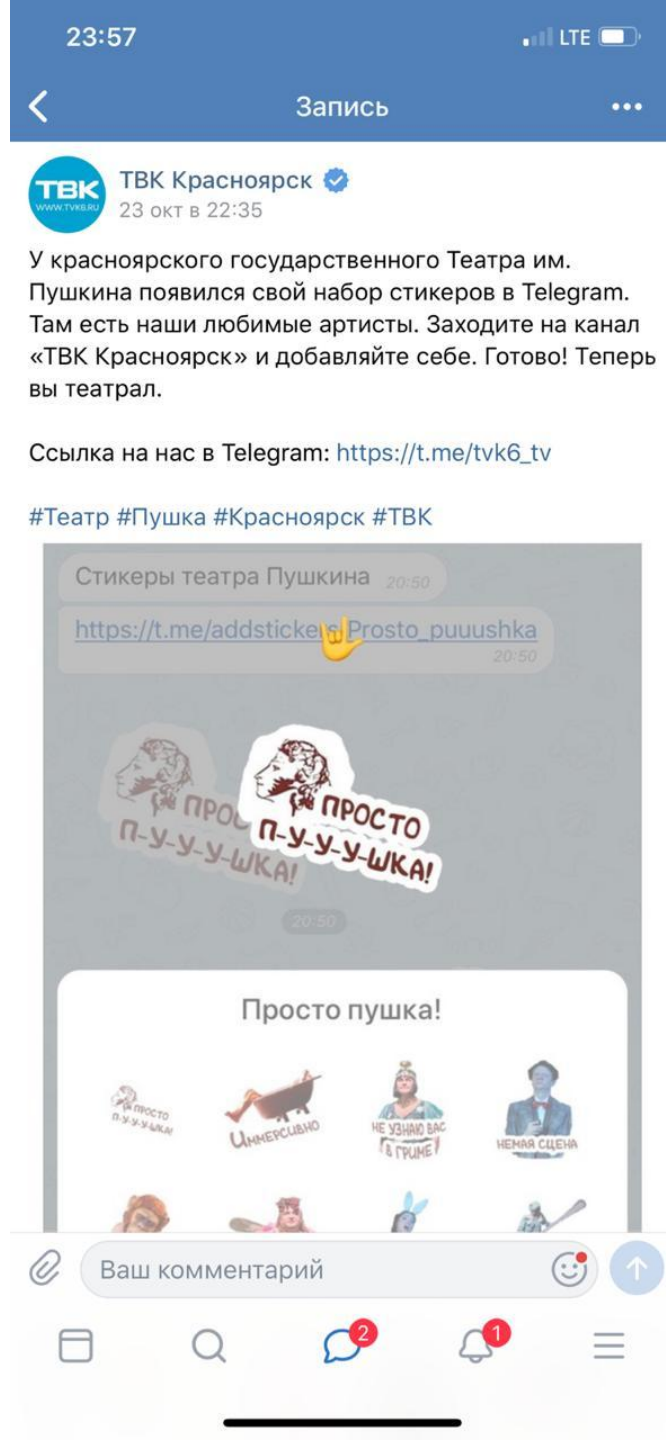 23:57
LTE
Запись
ТВК
WWW.TVK6.RU
ТВК Красноярск
23 окт в 22:35
У красноярского государственного Театра им.
Пушкина появился свой набор стикеров в Telegram.
Там есть наши любимые артисты. Заходите на канал
«ТВК Красноярск» и добавляйте себе. Готово! Теперь
вы театрал.
Ссылка на нас в Telegram: https://t.me/tvk6_tv
#Театр #Пушка #Красноярск #ТВК
Стикеры театра Пушкина 20:50
https://t.me/addstickers/Prosto_puuushka
20:50
ПРОСТО
П-У-У-У-ШКА!
ПРОСТО
П-У-У-У-ШКА!
20:50
Просто пушка!
ПРОСТО
П-У-У-У-ШКА!
Иммерсивно
НЕ УЗНАЮ ВАС
В ГРИМЕ
НЕМАЯ СЦЕНА
Ваш комментарий
2
1